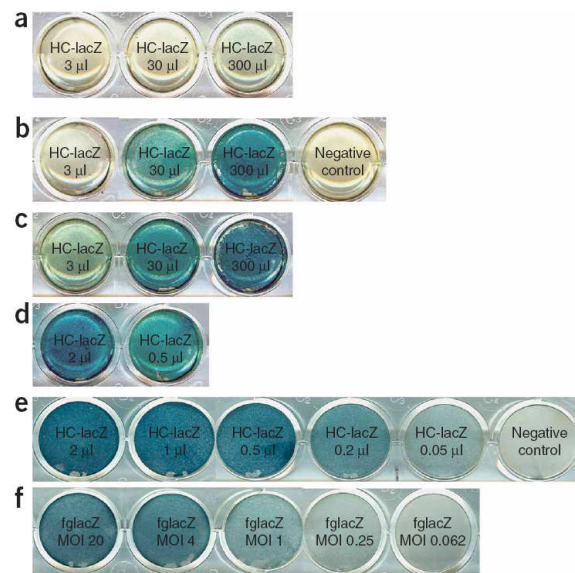 a
HC-lacZ HC-lacZ HC-lacZ
3 µl 30 µl 300 µl
b
HC-lacZ HC-lacZ HC-lacZ Negative
3 µl 30 µl 300 µl control
c
HC-lacZ HC-lacZ HC-lacZ
3 µl 30 µl 300 µl
d
HC-lacZ HC-lacZ
2 µl 0.5 µl
e
HC-lacZ HC-lacZ HC-lacZ HC-lacZ HC-lacZ Negative
2 µl 1 µl 0.5 µl 0.2 µl 0.05 µl control
f
fglacZ fglacZ fglacZ fglacZ fglacZ
MOI 20 MOI 4 MOI 1 MOI 0.25 MOI 0.062